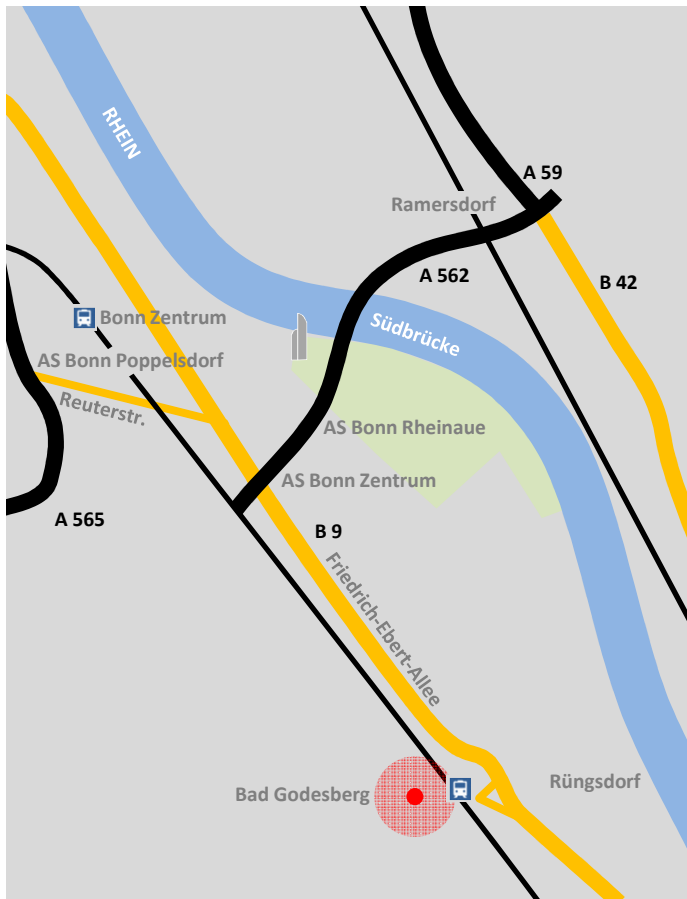 RHEIN
A 59
Ramersdorf
A 562
B 42
Bonn Zentrum
Südbrücke
AS Bonn Poppelsdorf
Reuterstr.
AS Bonn Rheinaue
AS Bonn Zentrum
A 565
B 9
Friedrich-Ebert-Allee
Rüngsdorf
Bad Godesberg